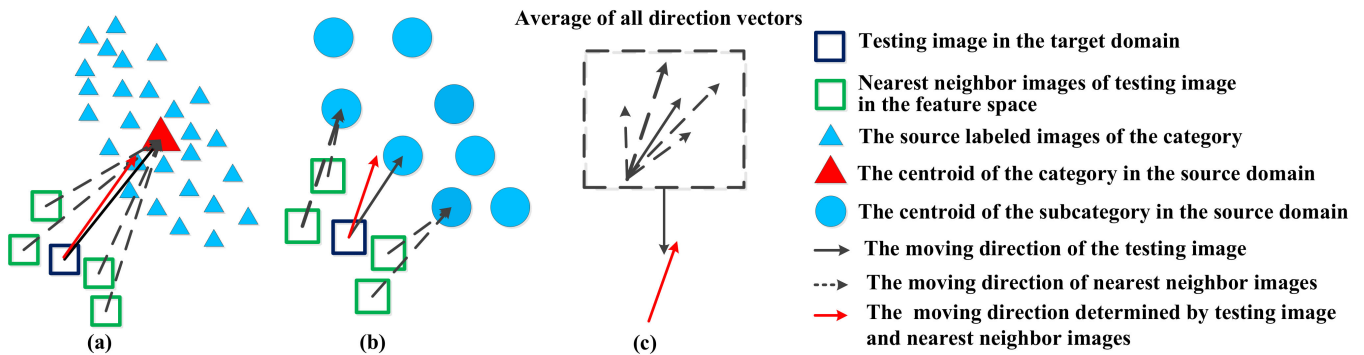 Average of all direction vectors
Testing image in the target domain
Nearest neighbor images of testing image
in the feature space
The source labeled images of the category
The centroid of the category in the source domain
The centroid of the subcategory in the source domain
The moving direction of the testing image
The moving direction of nearest neighbor images
The moving direction determined by testing image
and nearest neighbor images
(a)
(b)
(c)